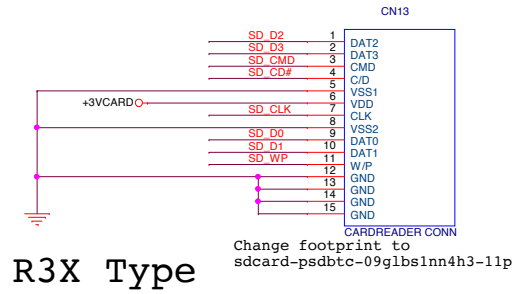 CN13
SD_D2 1 DAT2
SD_D3 2 DAT3
SD_CMD 3 CMD
SD_CD# 4 C/D
5 VSS1
+3VCARD 6 VDD
SD_CLK 7 CLK
8 VSS2
SD_D0 9 DAT0
SD_D1 10 DAT1
SD_WP 11 W/P
12 GND
13 GND
14 GND
15 GND
CARDREADER CONN
Change footprint to
sdcard-psdbtc-09glbs1nn4h3-11p
R3X Type